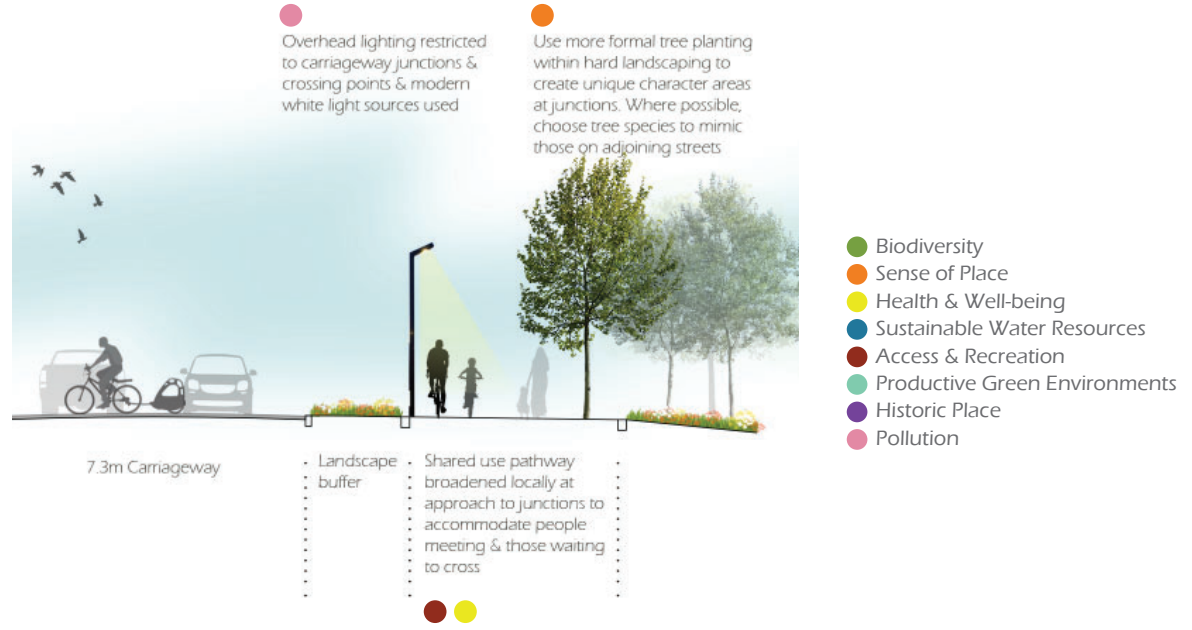 Overhead lighting restricted
to carriageway junctions &
crossing points & modern
white light sources used
Use more formal tree planting
within hard landscaping to
create unique character areas
at junctions. Where possible,
choose tree species to mimic
those on adjoining streets
Biodiversity
Sense of Place
Health & Well-being
Sustainable Water Resources
Access & Recreation
Productive Green Environments
Historic Place
Pollution
7.3m Carriageway
Landscape
buffer
Shared use pathway
broadened locally at
approach to junctions to
accommodate people
meeting & those waiting
to cross